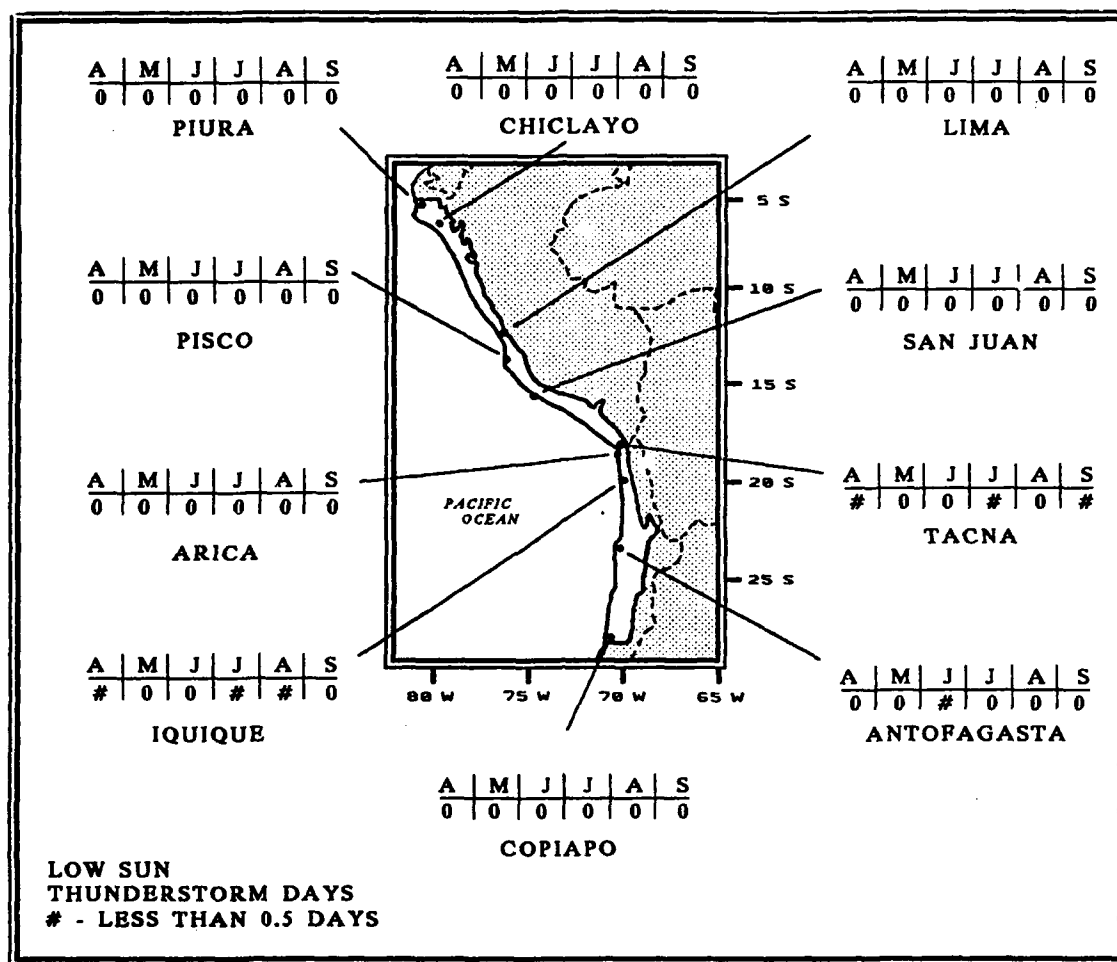 A | M | J | J | A | S
0 | 0 | 0 | 0 | 0 | 0
PIURA
A | M | J | J | A | S
0 | 0 | 0 | 0 | 0 | 0
CHICLAYO
A | M | J | J | A | S
0 | 0 | 0 | 0 | 0 | 0
LIMA
A | M | J | J | A | S
0 | 0 | 0 | 0 | 0 | 0
PISCO
A | M | J | J | A | S
0 | 0 | 0 | 0 | 0 | 0
SAN JUAN
A | M | J | J | A | S
0 | 0 | 0 | 0 | 0 | 0
ARICA
A | M | J | J | A | S
# | 0 | 0 | # | 0 | #
TACNA
A | M | J | J | A | S
# | 0 | 0 | # | # | 0
IQUIQUE
A | M | J | J | A | S
0 | 0 | # | 0 | 0 | 0
ANTOFAGASTA
A | M | J | J | A | S
0 | 0 | 0 | 0 | 0 | 0
COPIAPO
5 S
10 S
15 S
20 S
25 S
PACIFIC
OCEAN
80 W 75 W 70 W 65 W
LOW SUN
THUNDERSTORM DAYS
# - LESS THAN 0.5 DAYS